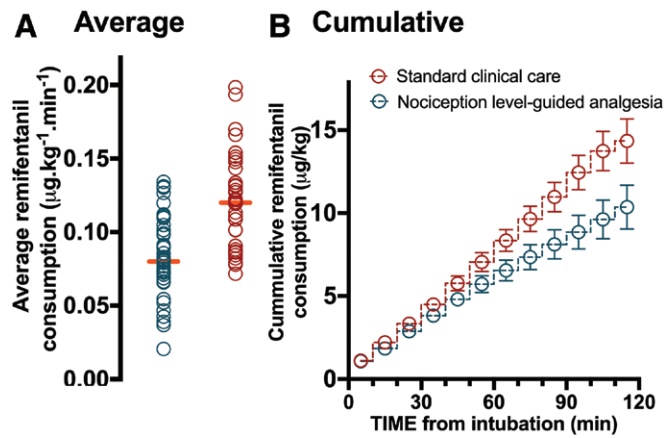 A Average
Average remifentanil
consumption (μg.kg-1.min-1)
0.20
0.15
0.10
0.05
0.00
B Cumulative
Standard clinical care
Nociception level-guided analgesia
Cummulative remifentanil
consumption (μg/kg)
15
10
5
0
0 30 60 90 120
TIME from intubation (min)